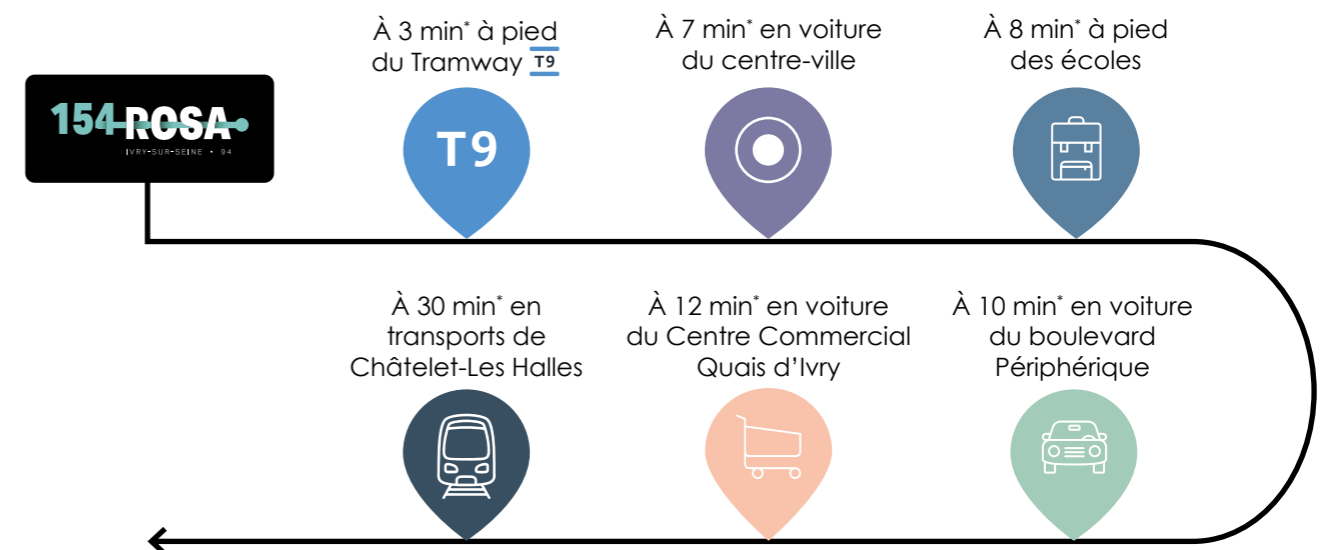 154 ROSA
IVRY-SUR-SEINE • 94
À 3 min* à pied
du Tramway T9
T9
À 7 min* en voiture
du centre-ville
À 8 min* à pied
des écoles
À 10 min* en voiture
du boulevard
Périphérique
À 12 min* en voiture
du Centre Commercial
Quais d'Ivry
À 30 min* en
transports de
Châtelet-Les Halles